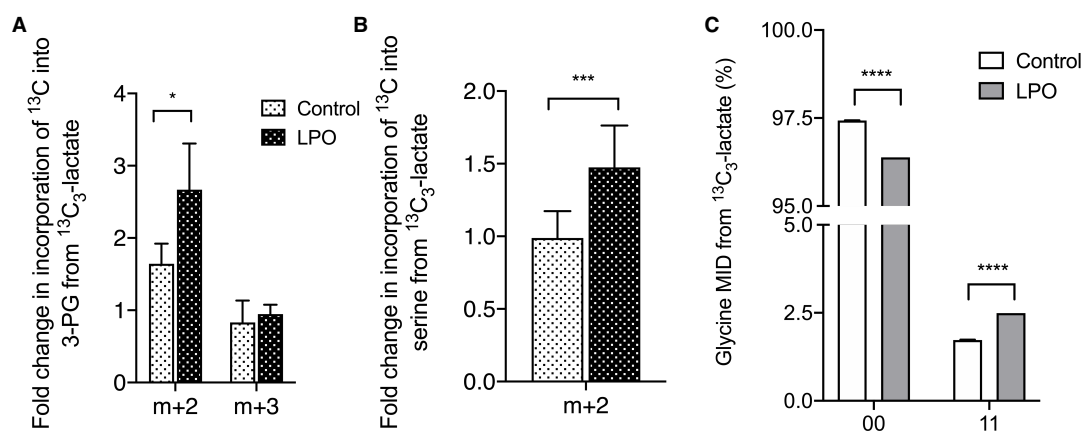 A
Fold change in incorporation of ¹³C into
3-PG from ¹³C₃-lactate
4
3
2
1
0
*
Control
LPO
m+2
m+3
B
Fold change in incorporation of ¹³C into
serine from ¹³C₃-lactate
2.0
1.5
1.0
0.5
0.0
***
m+2
C
Glycine MID from ¹³C₃-lactate (%)
100.0
97.5
95.0
5.0
2.5
0.0
****
****
Control
LPO
00
11